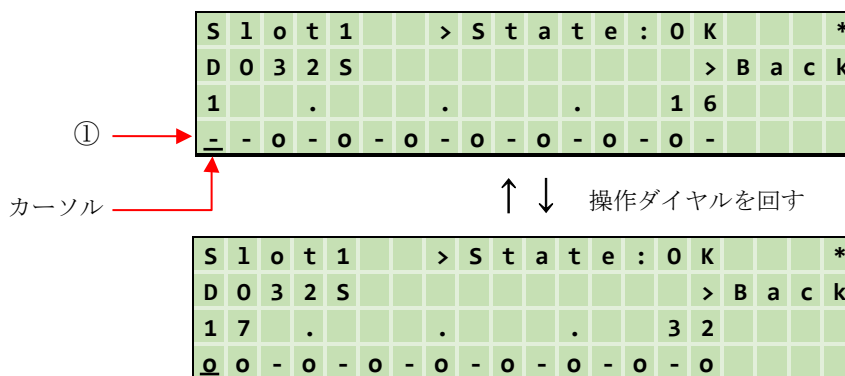 Slot1  >State:OK   *
DO32S          >Back
1  .   .   .  16
① --o-o-o-o-o-o-o-
カーソル
↑↓ 操作ダイヤルを回す
Slot1  >State:OK   *
DO32S          >Back
17 .   .   .  32
oo-o-o-o-o-o-o-o